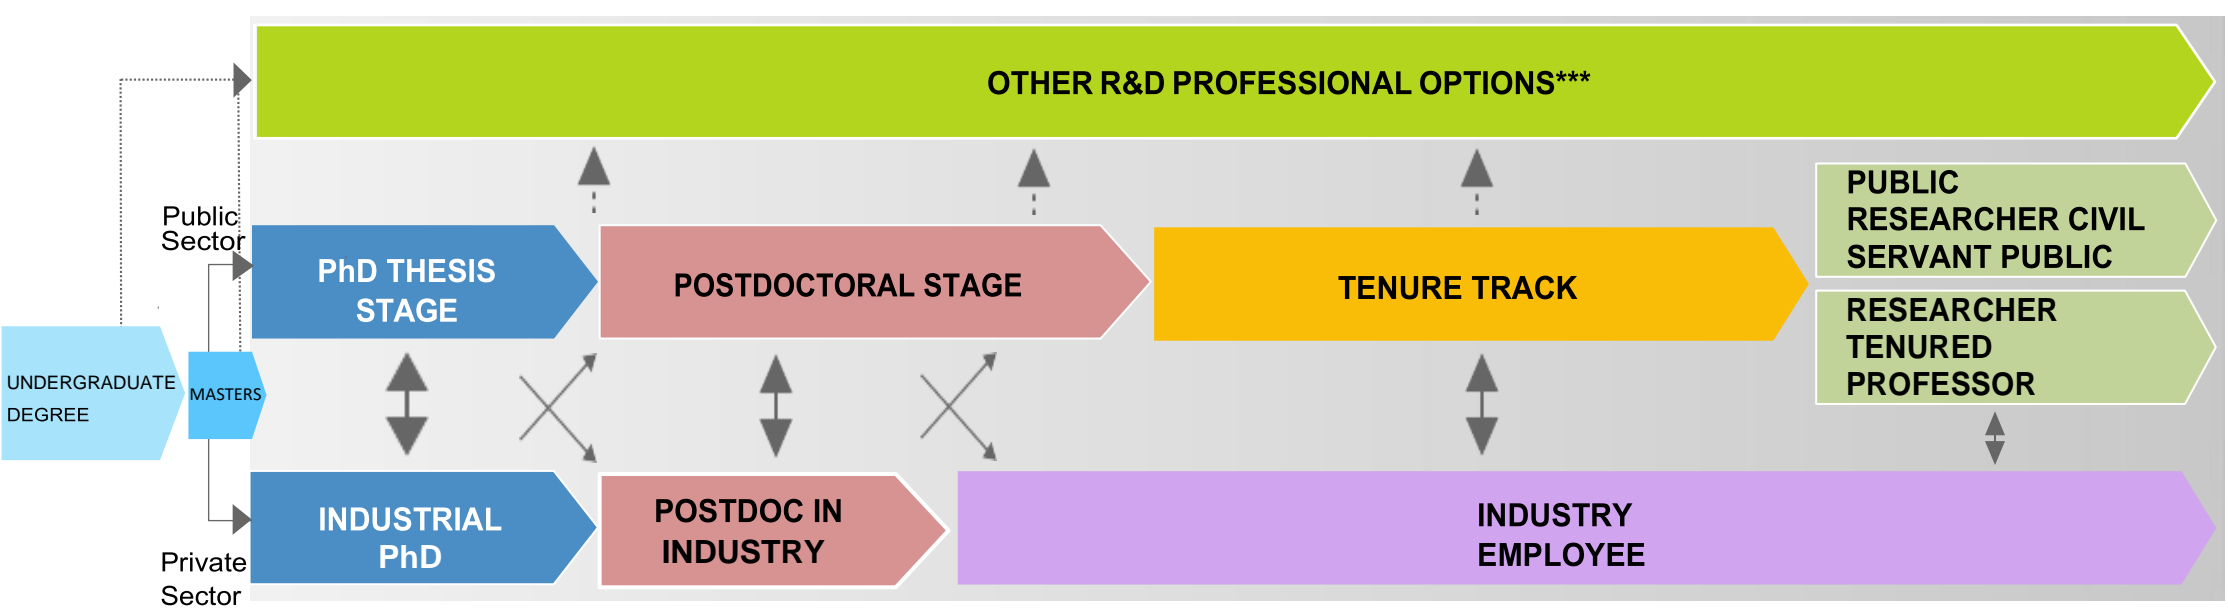 OTHER R&D PROFESSIONAL OPTIONS***
Public
Sector
PhD THESIS
STAGE
POSTDOCTORAL STAGE
TENURE TRACK
PUBLIC
RESEARCHER CIVIL
SERVANT PUBLIC
RESEARCHER
TENURED
PROFESSOR
UNDERGRADUATE
DEGREE
MASTERS
INDUSTRIAL
PhD
POSTDOC IN
INDUSTRY
INDUSTRY
EMPLOYEE
Private
Sector